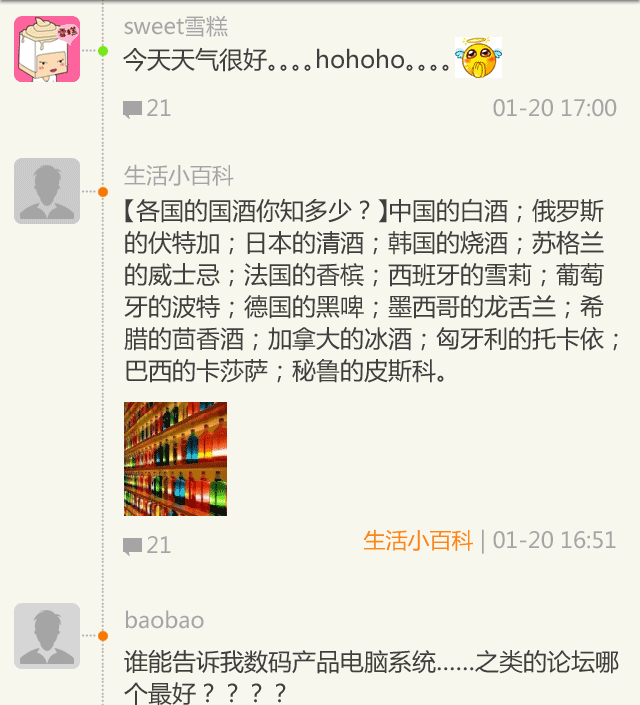 sweet雪糕
今天天气很好。。。。hohoho。。。。
21
01-20 17:00
生活小百科
【各国的国酒你知多少？】中国的白酒；俄罗斯
的伏特加；日本的清酒；韩国的烧酒；苏格兰
的威士忌；法国的香槟；西班牙的雪莉；葡萄
牙的波特；德国的黑啤；墨西哥的龙舌兰；希
腊的茴香酒；加拿大的冰酒；匈牙利的托卡依；
巴西的卡莎萨；秘鲁的皮斯科。
21
生活小百科 | 01-20 16:51
baobao
谁能告诉我数码产品电脑系统......之类的论坛哪
个最好？？？？